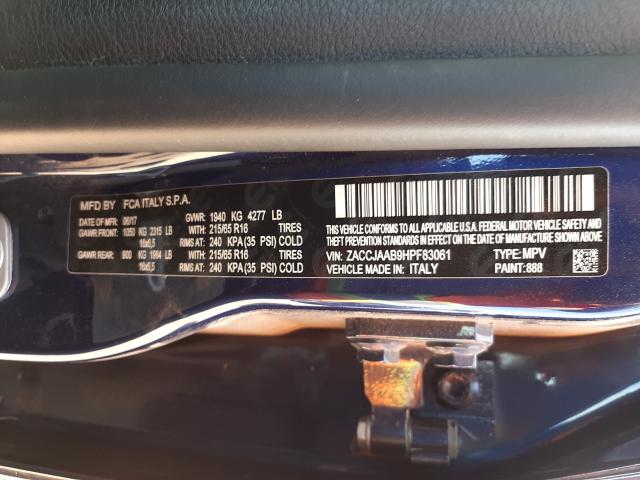 MFD BY FCA ITALY S.P.A.
DATE OF MFD: 06/17 GVWR: 1940 KG 4277 LB
GAWR FRONT: 1050 KG 2315 LB WITH 215/65 R16 TIRES
16x6.5 RIMS AT 240 KPA (35 PSI) COLD
GAWR REAR: 900 KG 1984 LB WITH 215/65 R16 TIRES
16x6.5 RIMS AT 240 KPA (35 PSI) COLD
THIS VEHICLE CONFORMS TO ALL APPLICABLE U.S.A. FEDERAL MOTOR VEHICLE SAFETY,
BUMPER, AND THEFT PREVENTION STANDARDS IN EFFECT ON THE DATE OF MANUFACTURE SHOWN ABOVE.
VIN: ZACCJAAB9HPF83061 TYPE: MPV
VEHICLE MADE IN: ITALY PAINT: 888